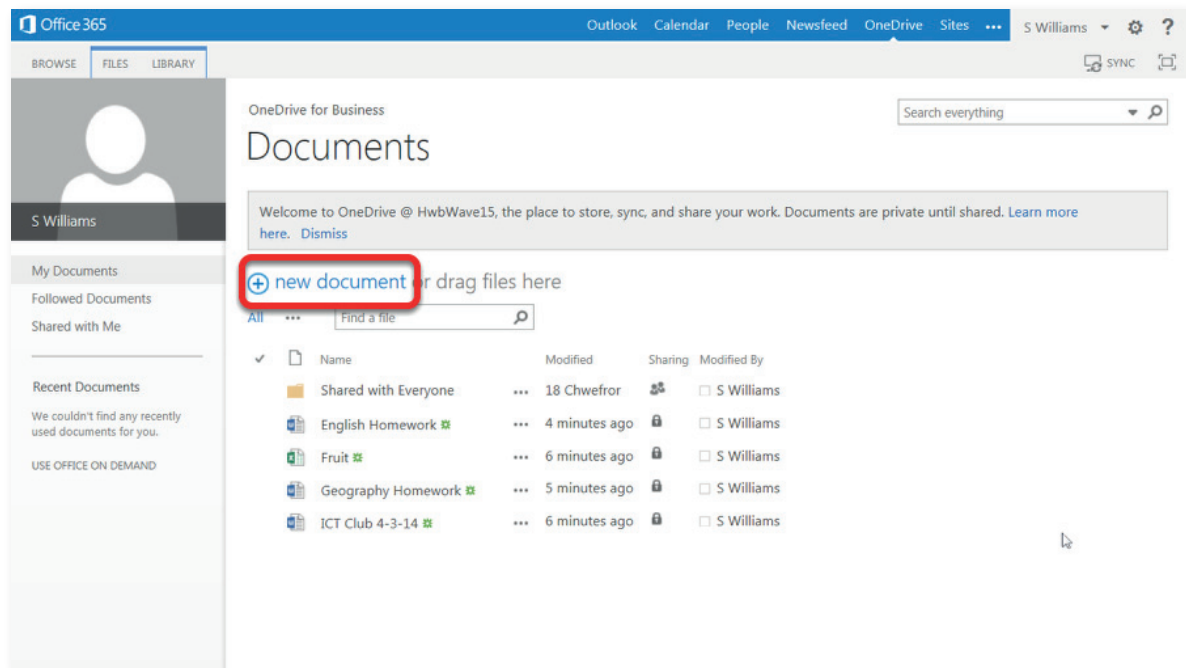 Office 365
Outlook Calendar People Newsfeed OneDrive Sites ••• S Williams ?
BROWSE FILES LIBRARY SYNC
S Williams
My Documents
Followed Documents
Shared with Me
Recent Documents
We couldn't find any recently
used documents for you.
USE OFFICE ON DEMAND
OneDrive for Business
Search everything
Documents
Welcome to OneDrive @ HwbWave15, the place to store, sync, and share your work. Documents are private until shared. Learn more
here. Dismiss
new document or drag files here
All ••• Find a file
Name Modified Sharing Modified By
Shared with Everyone ••• 18 Chwefror S Williams
English Homework ••• 4 minutes ago S Williams
Fruit ••• 6 minutes ago S Williams
Geography Homework ••• 5 minutes ago S Williams
ICT Club 4-3-14 ••• 6 minutes ago S Williams